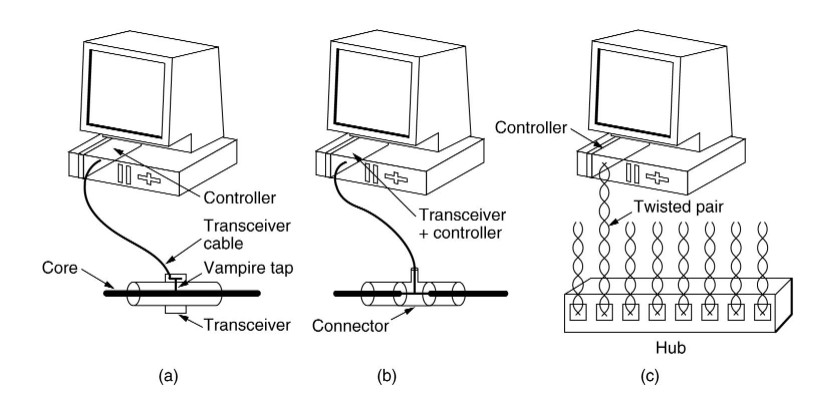 Controller
Transceiver
cable
Vampire tap
Core
Transceiver
(a)
Transceiver
+ controller
Connector
(b)
Controller
Twisted pair
Hub
(c)